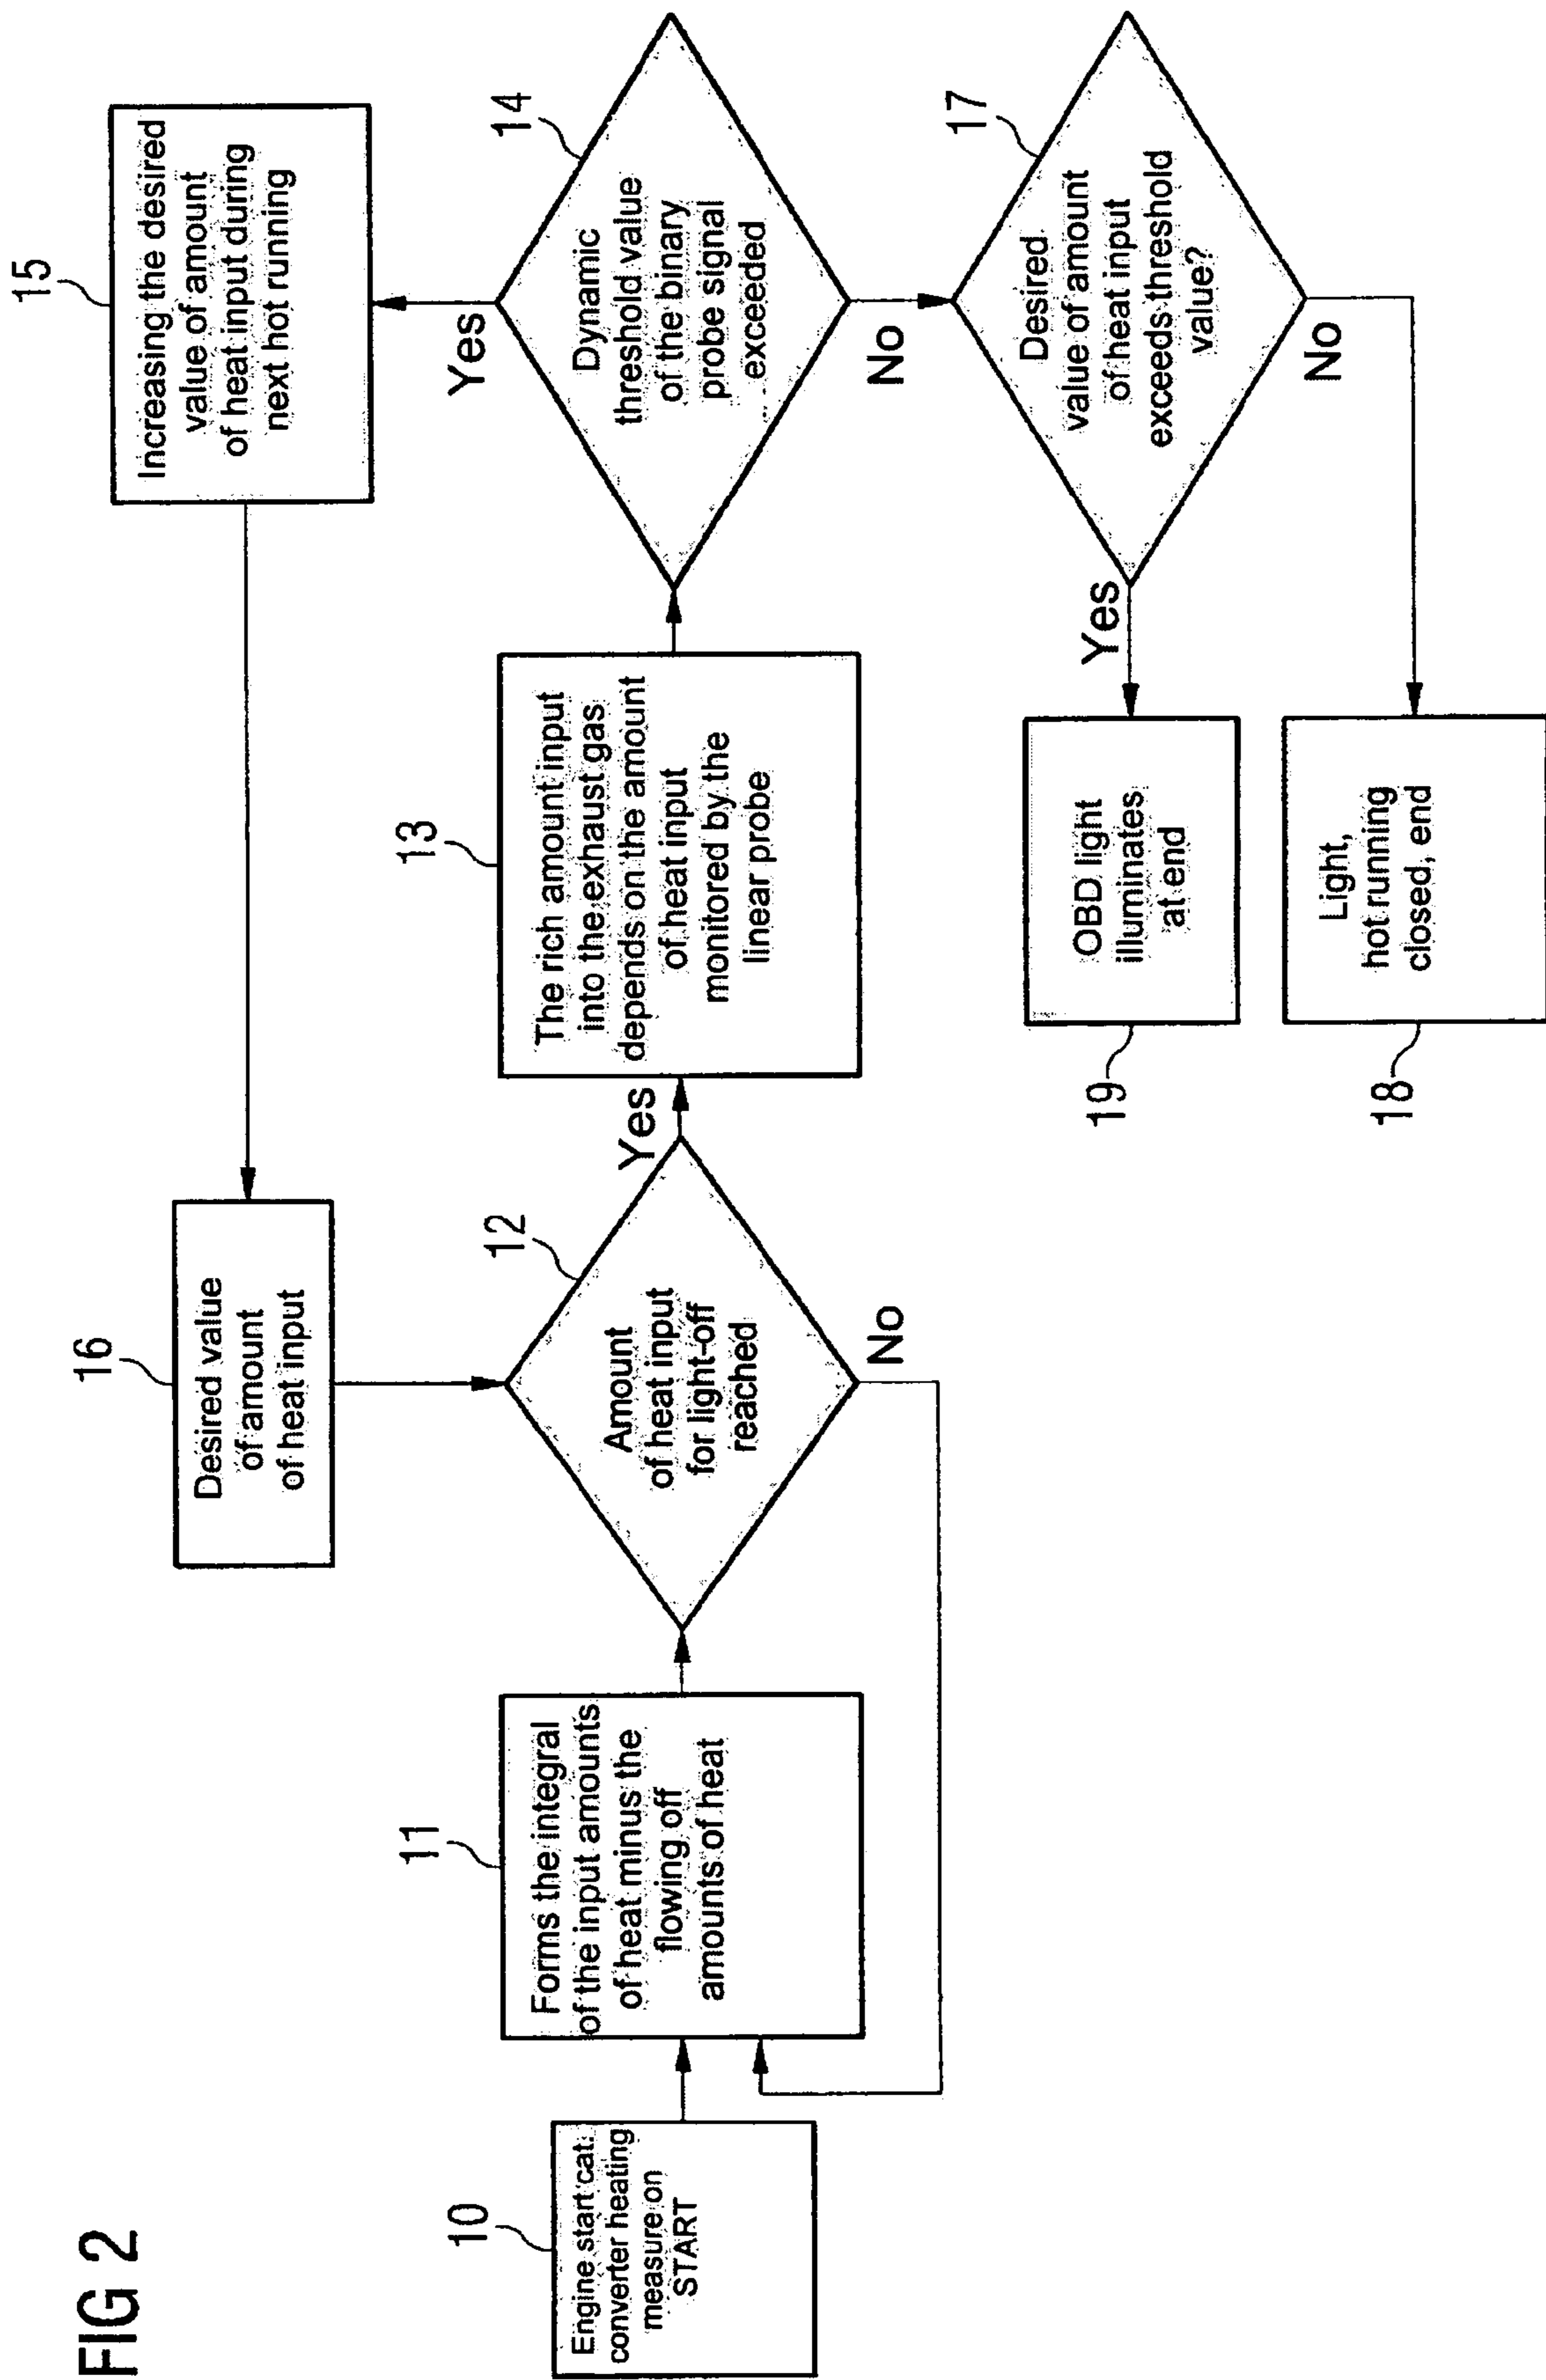 FIG 2
10
Engine start cat.
converter heating
measure on
START
11
Forms the integral
of the input amounts
of heat minus the
flowing off
amounts of heat
12
Amount
of heat input
for light-off
reached
Yes
No
16
Desired value
of amount
of heat input
13
The rich amount input
into the exhaust gas
depends on the amount
of heat input
monitored by the
linear probe
14
Dynamic
threshold value
of the binary
probe signal
exceeded
Yes
No
15
Increasing the desired
value of amount
of heat input during
next hot running
17
Desired
value of amount
of heat input
exceeds threshold
value?
Yes
No
19
OBD light
illuminates
at end
18
Light,
hot running
closed, end